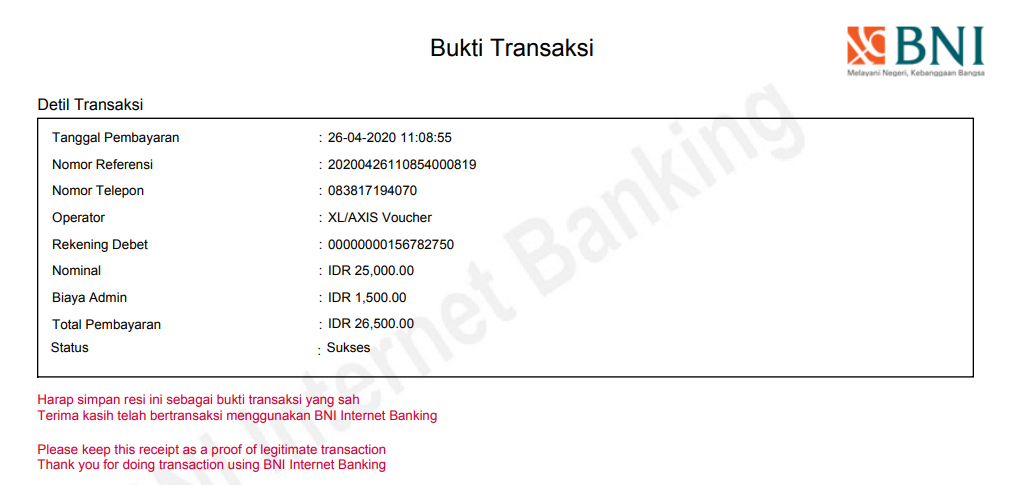 Bukti Transaksi
BNI
Melayani Negeri, Kebanggaan Bangsa
Detil Transaksi
Tanggal Pembayaran : 26-04-2020 11:08:55
Nomor Referensi : 20200426110854000819
Nomor Telepon : 083817194070
Operator : XL/AXIS Voucher
Rekening Debet : 00000000156782750
Nominal : IDR 25,000.00
Biaya Admin : IDR 1,500.00
Total Pembayaran : IDR 26,500.00
Status : Sukses
Harap simpan resi ini sebagai bukti transaksi yang sah
Terima kasih telah bertransaksi menggunakan BNI Internet Banking
Please keep this receipt as a proof of legitimate transaction
Thank you for doing transaction using BNI Internet Banking
BNI Internet Banking